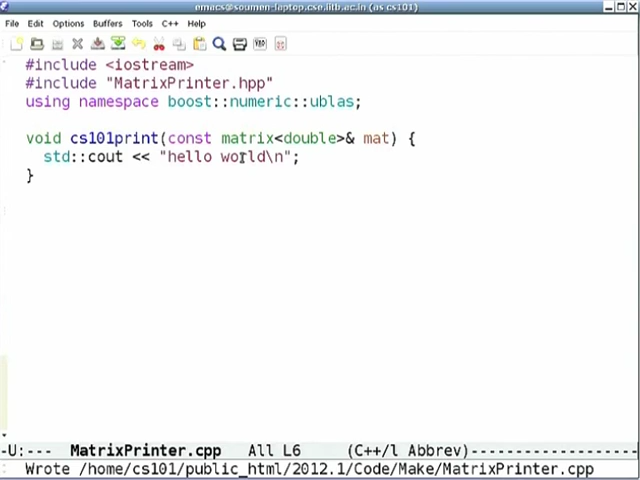 emacs@soumen-laptop.cse.iitb.ac.in (as cs101)
File Edit Options Buffers Tools C++ Help
#include <iostream>
#include "MatrixPrinter.hpp"
using namespace boost::numeric::ublas;
void cs101print(const matrix<double>& mat) {
std::cout << "hello world\n";
}
-U:--- MatrixPrinter.cpp All L6 (C++/l Abbrev)-------------------
Wrote /home/cs101/public_html/2012.1/Code/Make/MatrixPrinter.cpp